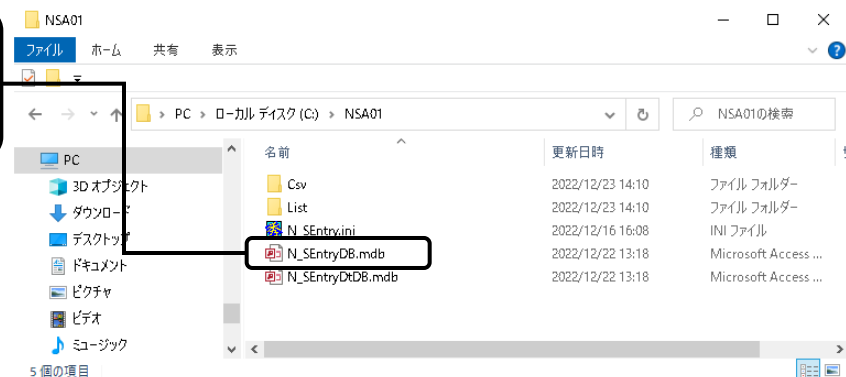 NSA01
ファイル ホーム 共有 表示
PC › ローカル ディスク (C:) › NSA01
NSA01の検索
名前 更新日時 種類
PC
3D オブジェクト
ダウンロード
デスクトップ
ドキュメント
ピクチャ
ビデオ
ミュージック
Csv 2022/12/23 14:10 ファイル フォルダー
List 2022/12/23 14:10 ファイル フォルダー
N_SEntry.ini 2022/12/16 16:08 INI ファイル
N_SEntryDB.mdb 2022/12/22 13:18 Microsoft Access ...
N_SEntryDtDB.mdb 2022/12/22 13:18 Microsoft Access ...
5 個の項目